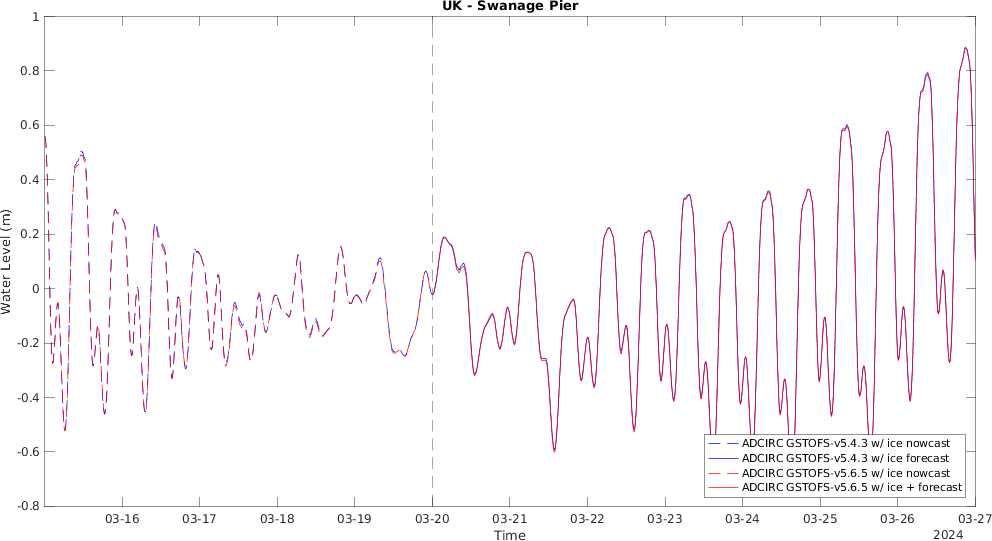 UK - Swanage Pier
1
0.8
0.6
0.4
0.2
0
-0.2
-0.4
-0.6
-0.8
Water Level (m)
ADCIRC GSTOFS-v5.4.3 w/ ice nowcast
ADCIRC GSTOFS-v5.4.3 w/ ice forecast
ADCIRC GSTOFS-v5.6.5 w/ ice nowcast
ADCIRC GSTOFS-v5.6.5 w/ ice + forecast
03-16 03-17 03-18 03-19 03-20 03-21 03-22 03-23 03-24 03-25 03-26 03-27
Time
2024